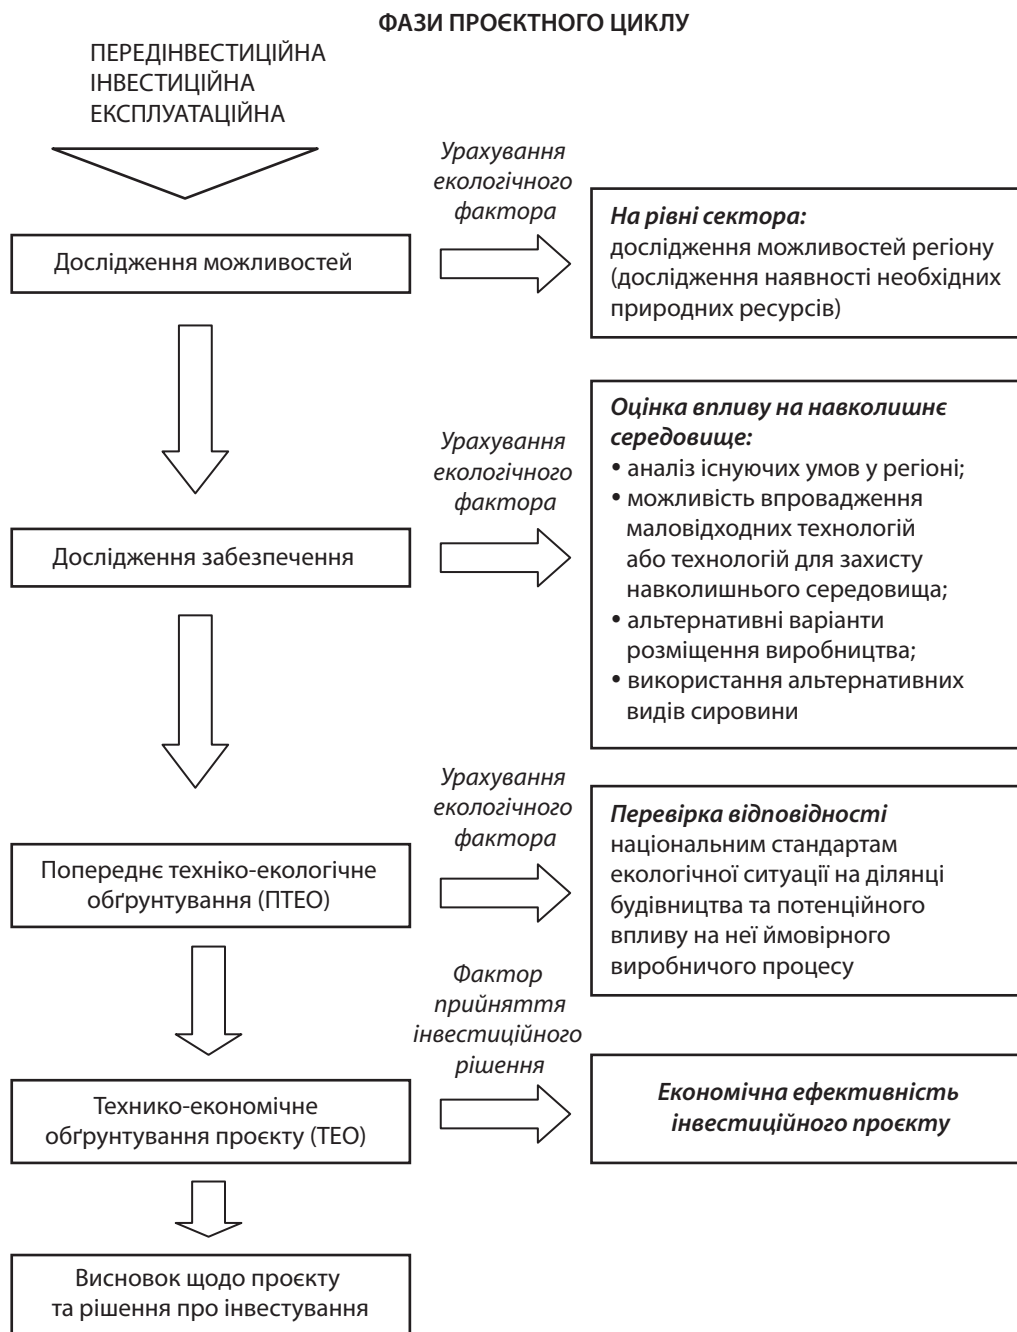 ФАЗИ ПРОЄКТНОГО ЦИКЛУ
ПЕРЕДІНВЕСТИЦІЙНА
ІНВЕСТИЦІЙНА
ЕКСПЛУАТАЦІЙНА
Дослідження можливостей
Урахування
екологічного
фактора
На рівні сектора:
дослідження можливостей регіону
(дослідження наявності необхідних
природних ресурсів)
Дослідження забезпечення
Урахування
екологічного
фактора
Оцінка впливу на навколишнє
середовище:
• аналіз існуючих умов у регіоні;
• можливість впровадження
маловідходних технологій
або технологій для захисту
навколишнього середовища;
• альтернативні варіанти
розміщення виробництва;
• використання альтернативних
видів сировини
Попереднє техніко-екологічне
обґрунтування (ПТЕО)
Урахування
екологічного
фактора
Перевірка відповідності
національним стандартам
екологічної ситуації на ділянці
будівництва та потенційного
впливу на неї ймовірного
виробничого процесу
Технико-економічне
обґрунтування проєкту (ТЕО)
Фактор
прийняття
інвестиційного
рішення
Економічна ефективність
інвестиційного проєкту
Висновок щодо проєкту
та рішення про інвестування